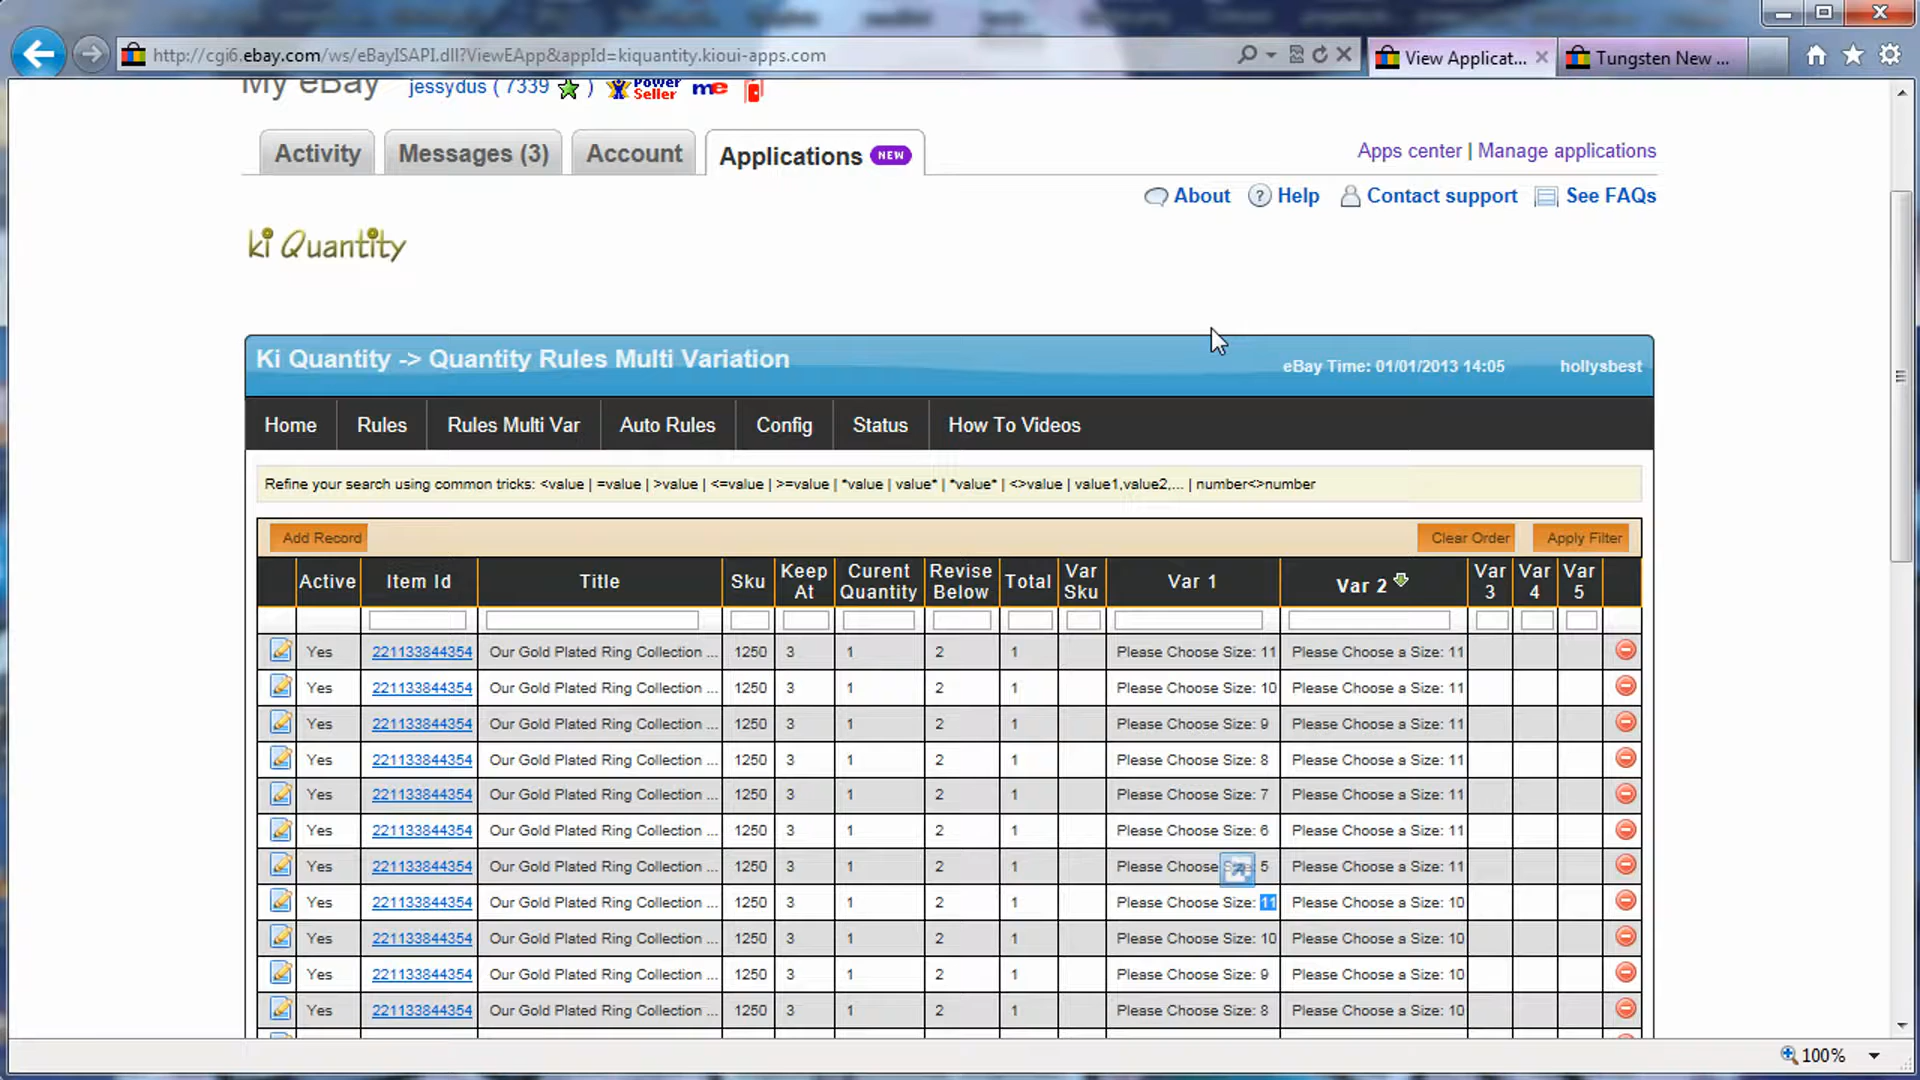 http://cgi6.ebay.com/ws/eBayISAPI.dll?ViewEApp&appId=kiquantity.kioui-apps.com
View Applicat...
Tungsten New ...
My eBay jessydus ( 7339 ) Power Seller me
Activity Messages (3) Account Applications NEW
Apps center | Manage applications
About Help Contact support See FAQs
ki Quantity
Ki Quantity -> Quantity Rules Multi Variation
eBay Time: 01/01/2013 14:05 hollysbest
Home Rules Rules Multi Var Auto Rules Config Status How To Videos
Refine your search using common tricks: <value | =value | >value | <=value | >=value | *value | value* | *value* | <>value | value1,value2,... | number<>number
Add Record Clear Order Apply Filter
Active Item Id Title Sku Keep At Curent Quantity Revise Below Total Var Sku Var 1 Var 2 Var 3 Var 4 Var 5
Yes 221133844354 Our Gold Plated Ring Collection ... 1250 3 1 2 1 Please Choose Size: 11 Please Choose a Size: 11
Yes 221133844354 Our Gold Plated Ring Collection ... 1250 3 1 2 1 Please Choose Size: 10 Please Choose a Size: 11
Yes 221133844354 Our Gold Plated Ring Collection ... 1250 3 1 2 1 Please Choose Size: 9 Please Choose a Size: 11
Yes 221133844354 Our Gold Plated Ring Collection ... 1250 3 1 2 1 Please Choose Size: 8 Please Choose a Size: 11
Yes 221133844354 Our Gold Plated Ring Collection ... 1250 3 1 2 1 Please Choose Size: 7 Please Choose a Size: 11
Yes 221133844354 Our Gold Plated Ring Collection ... 1250 3 1 2 1 Please Choose Size: 6 Please Choose a Size: 11
Yes 221133844354 Our Gold Plated Ring Collection ... 1250 3 1 2 1 Please Choose Size: 5 Please Choose a Size: 11
Yes 221133844354 Our Gold Plated Ring Collection ... 1250 3 1 2 1 Please Choose Size: 11 Please Choose a Size: 10
Yes 221133844354 Our Gold Plated Ring Collection ... 1250 3 1 2 1 Please Choose Size: 10 Please Choose a Size: 10
Yes 221133844354 Our Gold Plated Ring Collection ... 1250 3 1 2 1 Please Choose Size: 9 Please Choose a Size: 10
Yes 221133844354 Our Gold Plated Ring Collection ... 1250 3 1 2 1 Please Choose Size: 8 Please Choose a Size: 10
100%